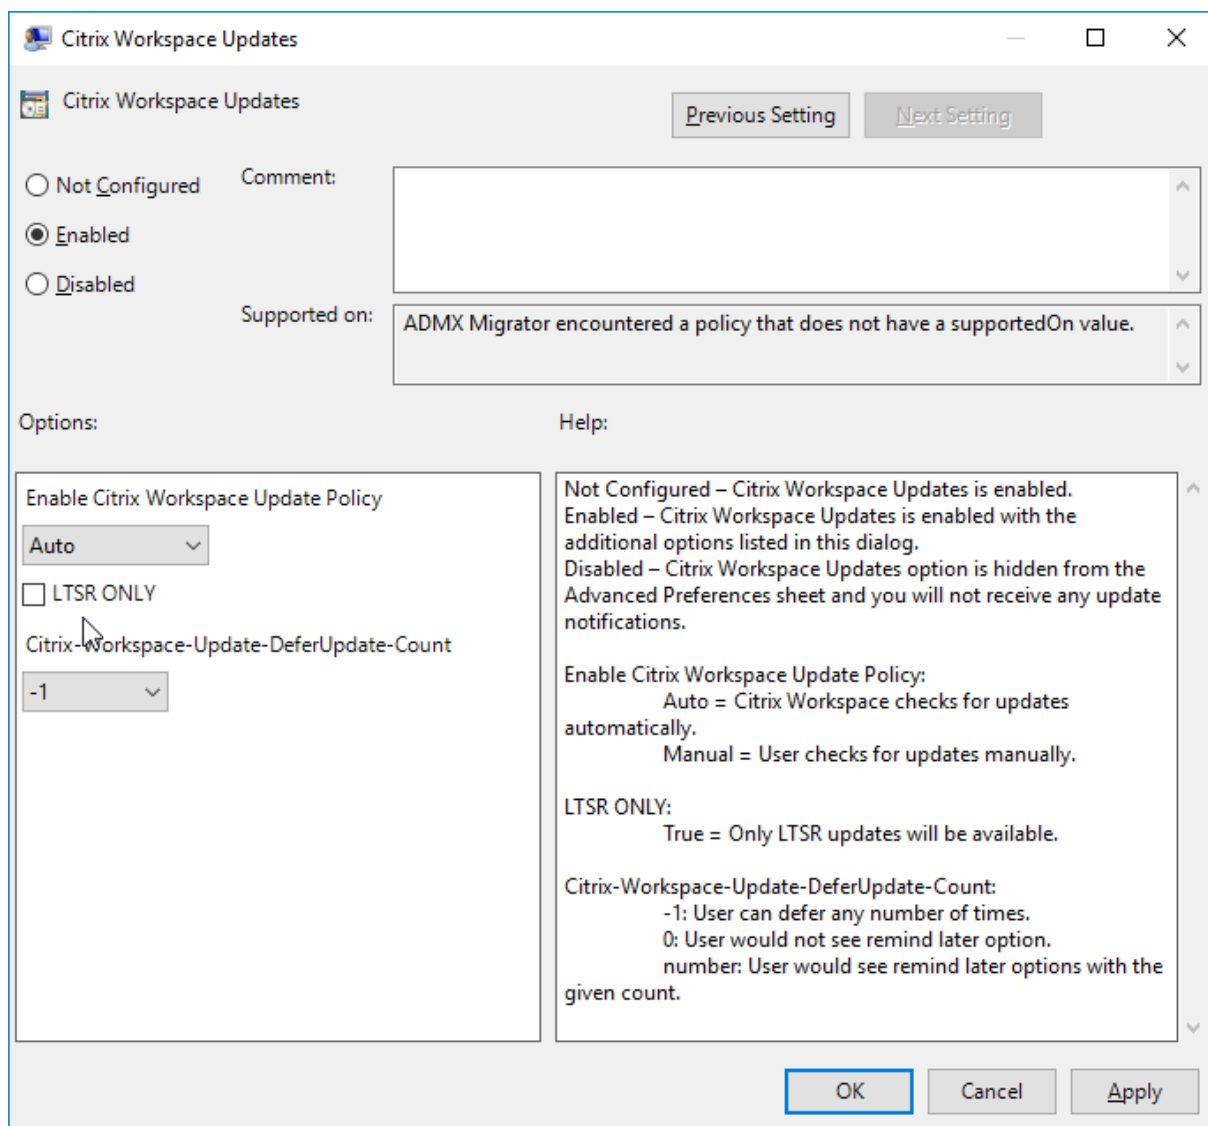 Citrix Workspace Updates
Citrix Workspace Updates
Previous Setting
Next Setting
Not Configured
Comment:
Enabled
Disabled
Supported on:
ADMX Migrator encountered a policy that does not have a supportedOn value.
Options:
Help:
Enable Citrix Workspace Update Policy
Auto
LTSR ONLY
Citrix-Workspace-Update-DeferUpdate-Count
-1
Not Configured – Citrix Workspace Updates is enabled.
Enabled – Citrix Workspace Updates is enabled with the
additional options listed in this dialog.
Disabled – Citrix Workspace Updates option is hidden from the
Advanced Preferences sheet and you will not receive any update
notifications.
Enable Citrix Workspace Update Policy:
Auto = Citrix Workspace checks for updates
automatically.
Manual = User checks for updates manually.
LTSR ONLY:
True = Only LTSR updates will be available.
Citrix-Workspace-Update-DeferUpdate-Count:
-1: User can defer any number of times.
0: User would not see remind later option.
number: User would see remind later options with the
given count.
OK
Cancel
Apply